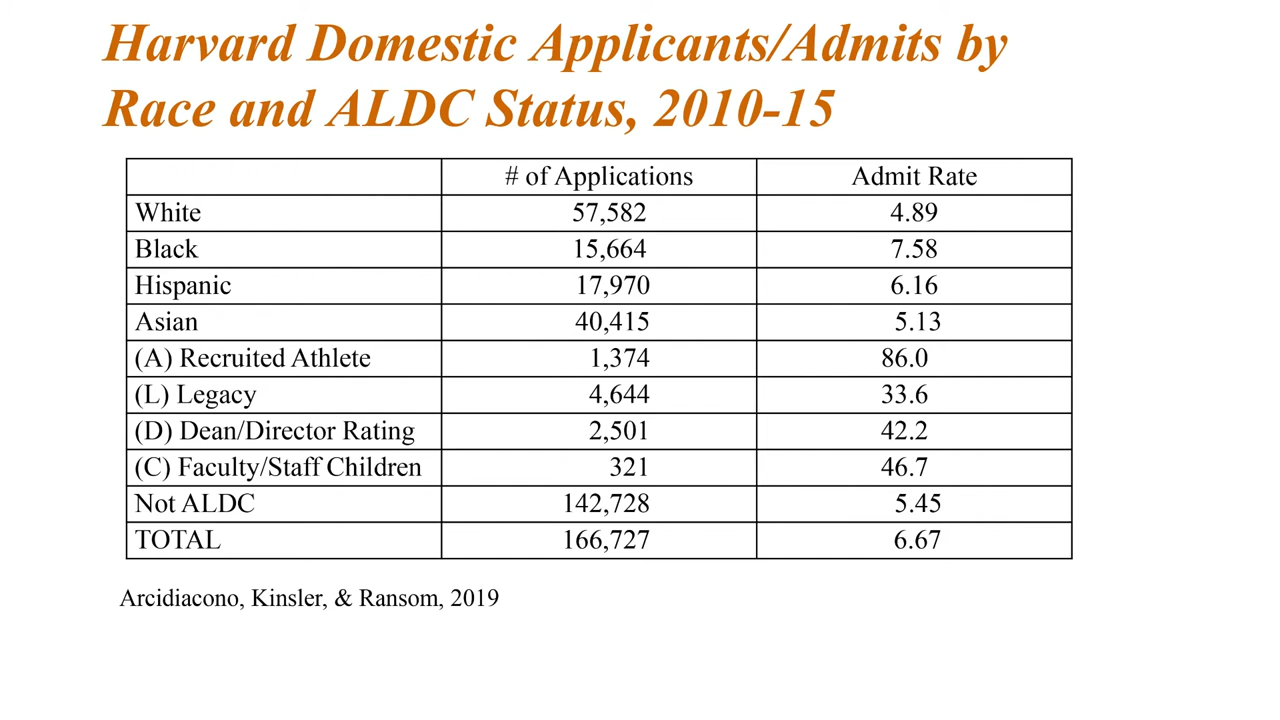 Harvard Domestic Applicants/Admits by
Race and ALDC Status, 2010-15
# of Applications Admit Rate
White 57,582 4.89
Black 15,664 7.58
Hispanic 17,970 6.16
Asian 40,415 5.13
(A) Recruited Athlete 1,374 86.0
(L) Legacy 4,644 33.6
(D) Dean/Director Rating 2,501 42.2
(C) Faculty/Staff Children 321 46.7
Not ALDC 142,728 5.45
TOTAL 166,727 6.67
Arcidiacono, Kinsler, & Ransom, 2019